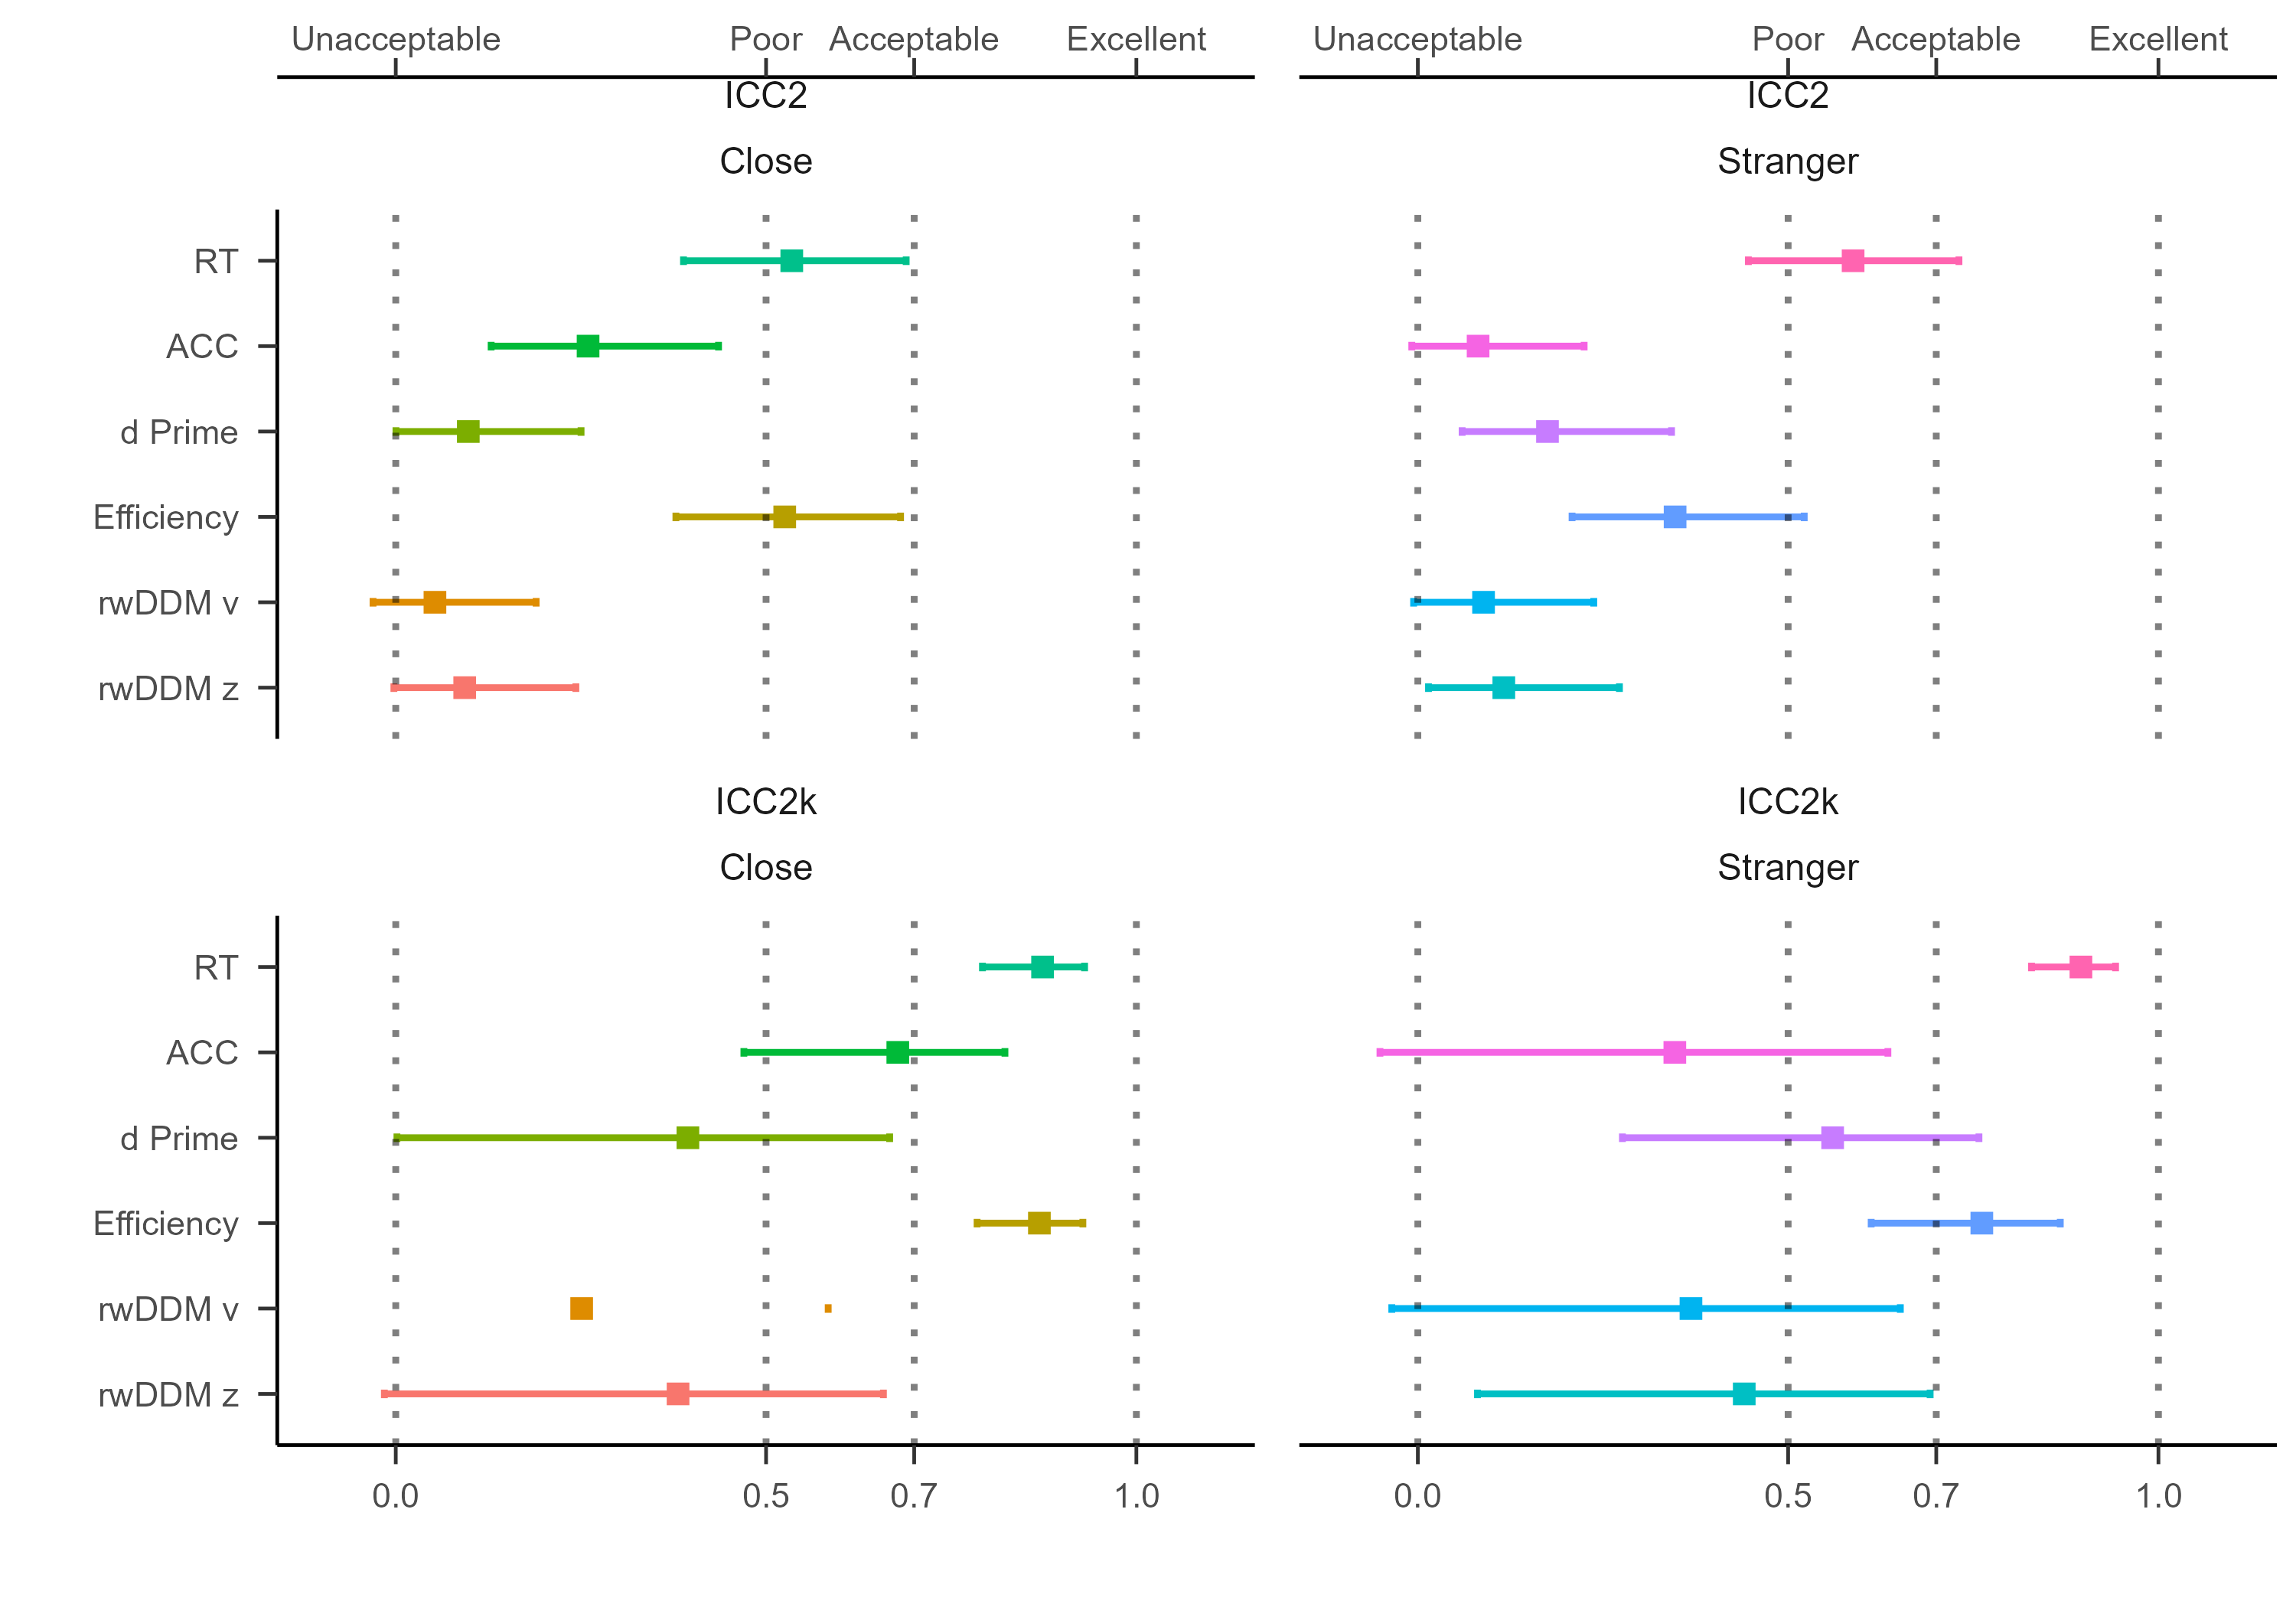 Unacceptable Poor Acceptable Excellent Unacceptable Poor Acceptable Excellent
ICC2 ICC2
Close Stranger
RT
ACC
d Prime
Efficiency
rwDDM v
rwDDM z
ICC2k ICC2k
Close Stranger
RT
ACC
d Prime
Efficiency
rwDDM v
rwDDM z
0.0 0.5 0.7 1.0 0.0 0.5 0.7 1.0